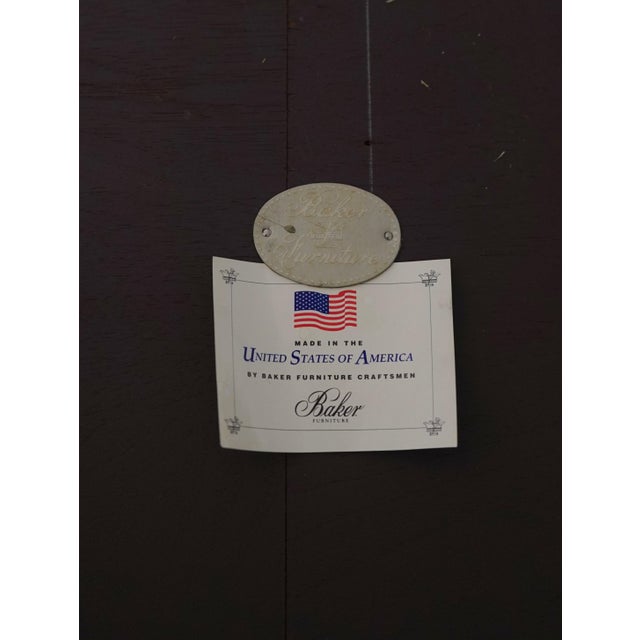 Baker
Furniture
MADE IN THE
UNITED STATES OF AMERICA
BY BAKER FURNITURE CRAFTSMEN
Baker
FURNITURE